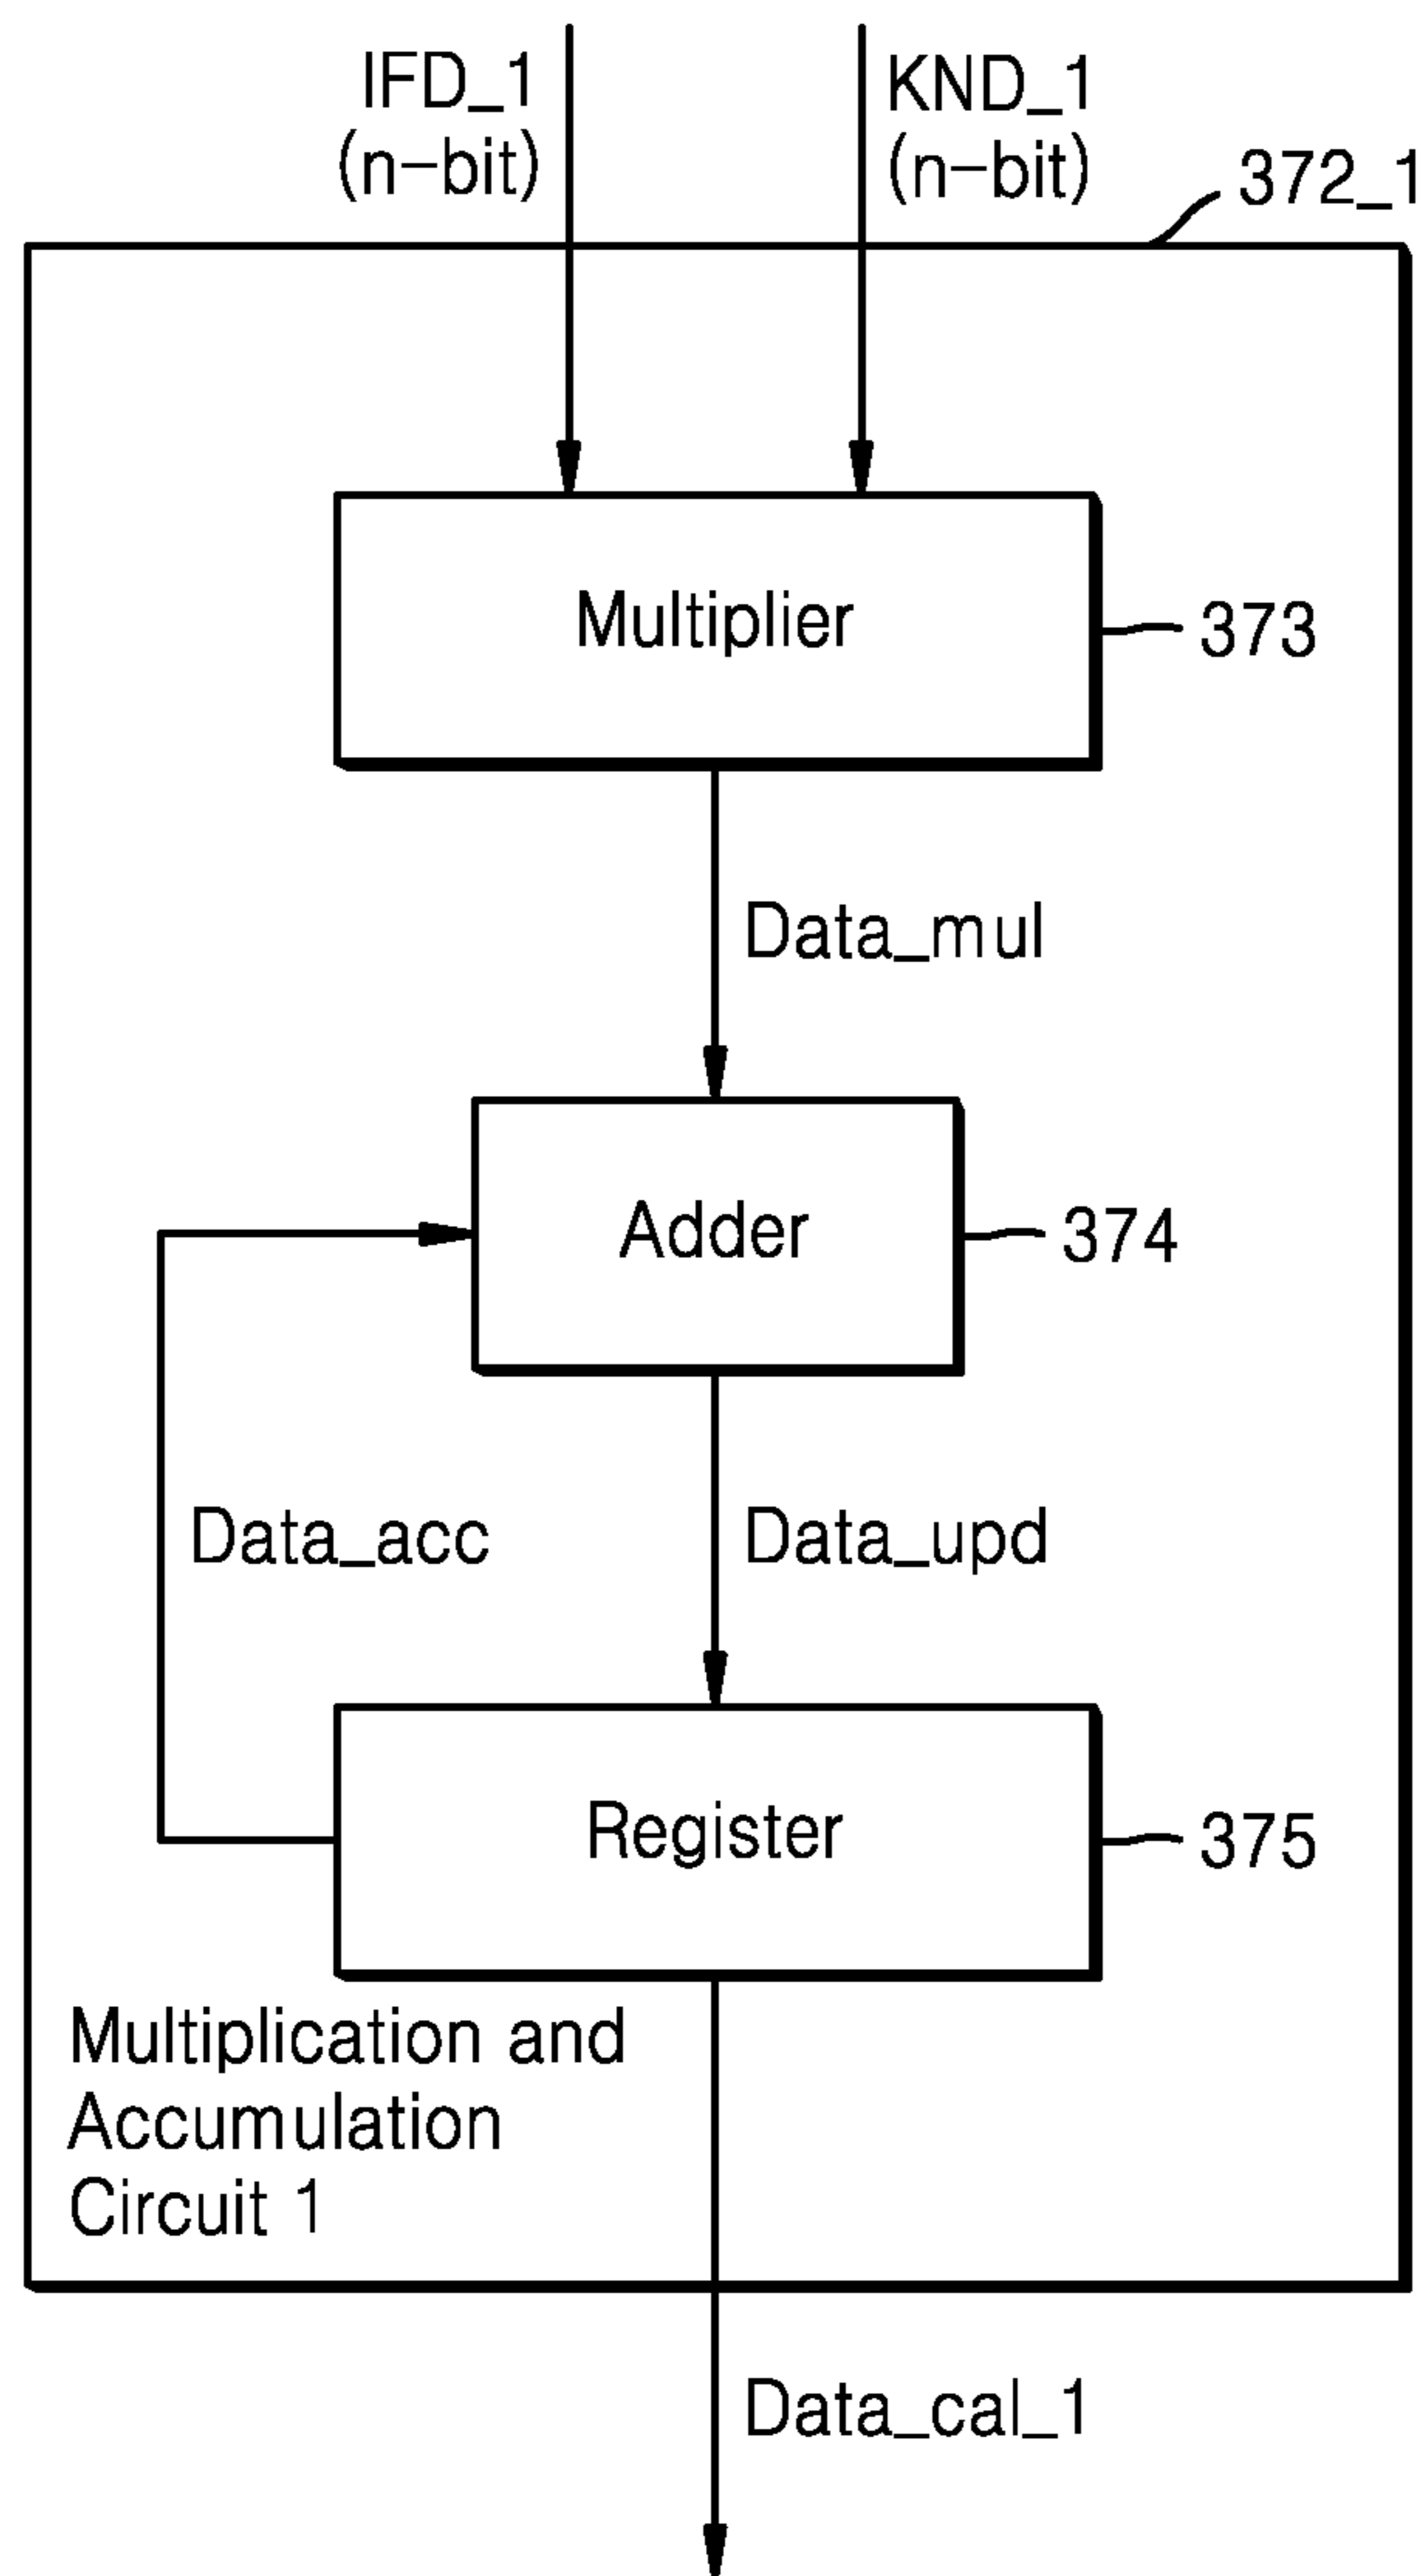 IFD_1
(n-bit)
KND_1
(n-bit)
372_1
Multiplier
373
Data_mul
Adder
374
Data_acc
Data_upd
Register
375
Multiplication and
Accumulation
Circuit 1
Data_cal_1